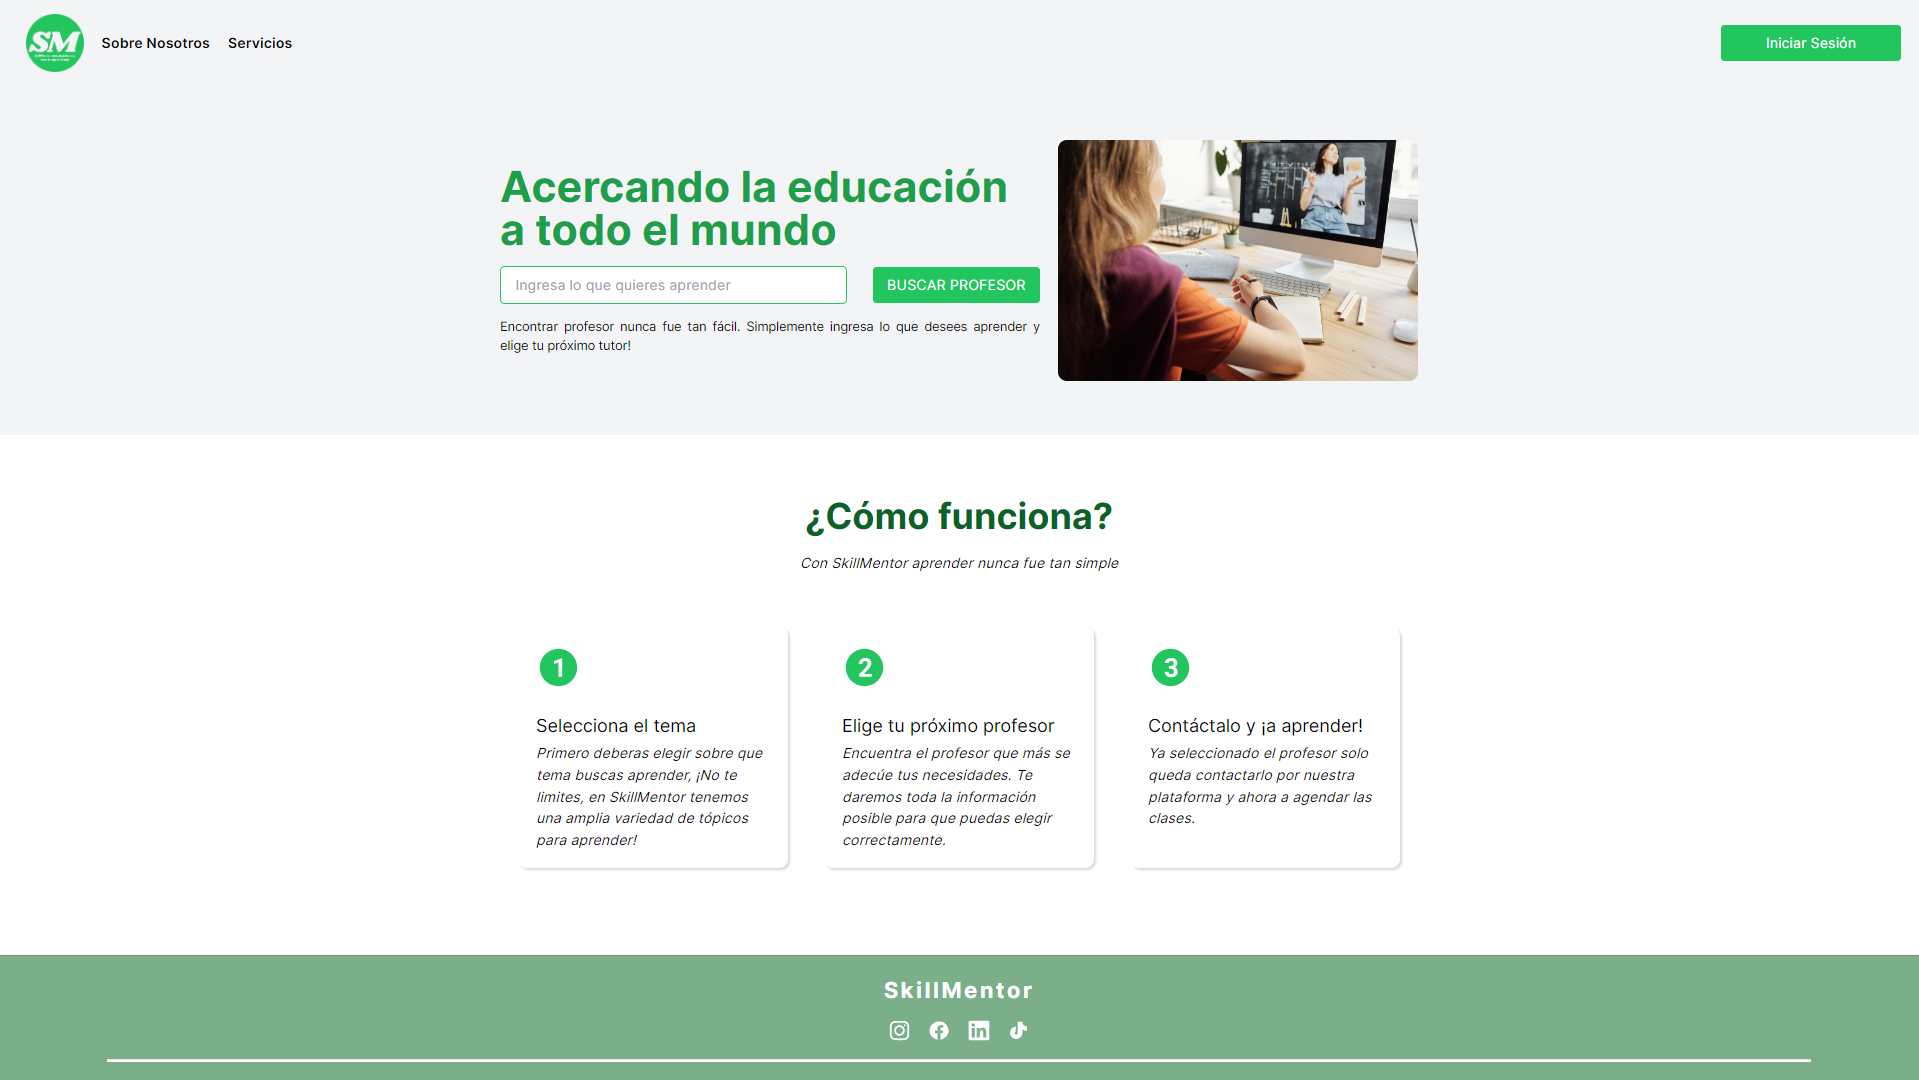 SM
Sobre Nosotros
Servicios
Iniciar Sesión
Acercando la educación
a todo el mundo
Ingresa lo que quieres aprender
BUSCAR PROFESOR
Encontrar profesor nunca fue tan fácil. Simplemente ingresa lo que desees aprender y
elige tu próximo tutor!
¿Cómo funciona?
Con SkillMentor aprender nunca fue tan simple
1
Selecciona el tema
Primero deberas elegir sobre que
tema buscas aprender, ¡No te
limites, en SkillMentor tenemos
una amplia variedad de tópicos
para aprender!
2
Elige tu próximo profesor
Encuentra el profesor que más se
adecúe tus necesidades. Te
daremos toda la información
posible para que puedas elegir
correctamente.
3
Contáctalo y ¡a aprender!
Ya seleccionado el profesor solo
queda contactarlo por nuestra
plataforma y ahora a agendar las
clases.
SkillMentor